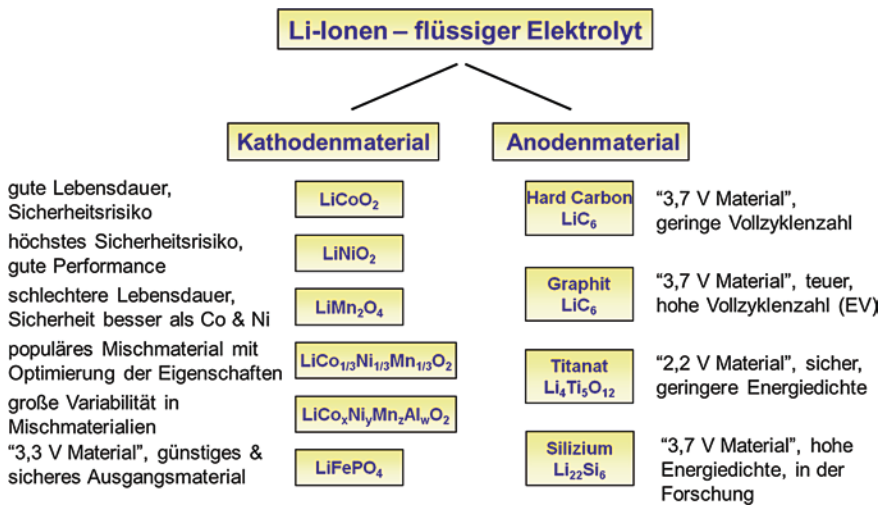 Li-Ionen – flüssiger Elektrolyt
Kathodenmaterial
gute Lebensdauer,
Sicherheitsrisiko
LiCoO₂
höchstes Sicherheitsrisiko,
gute Performance
LiNiO₂
schlechtere Lebensdauer,
Sicherheit besser als Co & Ni
LiMn₂O₄
populäres Mischmaterial mit
Optimierung der Eigenschaften
LiCo₁/₃Ni₁/₃Mn₁/₃O₂
große Variabilität in
Mischmaterialien
LiCoₓNiyMnzAlwO₂
“3,3 V Material”, günstiges &
sicheres Ausgangsmaterial
LiFePO₄
Anodenmaterial
Hard Carbon
LiC₆
“3,7 V Material”,
geringe Vollzyklenzahl
Graphit
LiC₆
“3,7 V Material”, teuer,
hohe Vollzyklenzahl (EV)
Titanat
Li₄Ti₅O₁₂
“2,2 V Material”, sicher,
geringere Energiedichte
Silizium
Li₂₂Si₆
“3,7 V Material”, hohe
Energiedichte, in der
Forschung